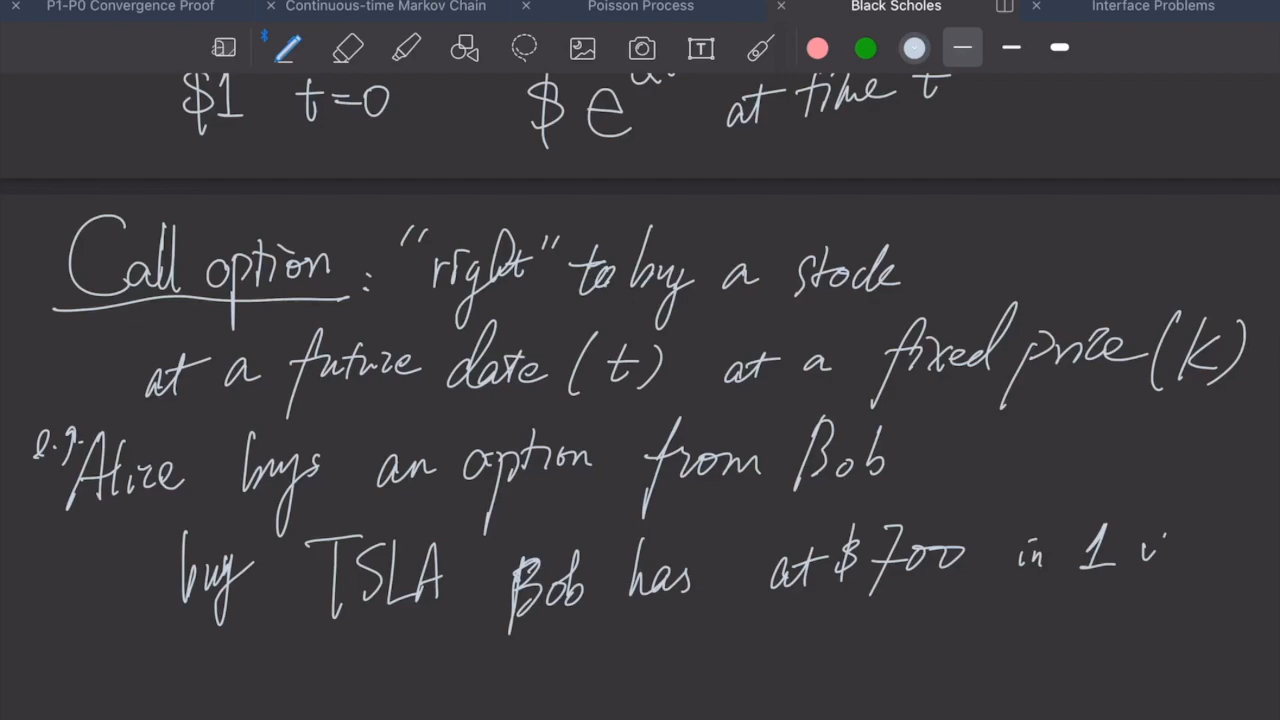 P1-P0 Convergence Proof Continuous-time Markov Chain Poisson Process Black Scholes Interface Problems
$1 t=0 $e at time t
Call option: "right" to buy a stock
at a future date (t) at a fixed price (K)
e.g. Alice buys an option from Bob
buy TSLA Bob has at $700 in 1